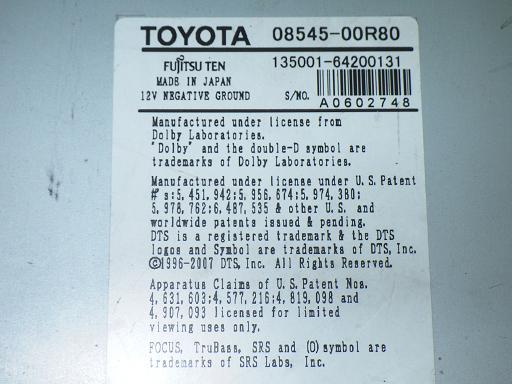 TOYOTA 08545-00R80
FUJITSU TEN 135001-64200131
MADE IN JAPAN
12V NEGATIVE GROUND S/NO. A0602748
Manufactured under license from
Dolby Laboratories.
"Dolby" and the double-D symbol are
trademarks of Dolby Laboratories.
Manufactured under license under U.S. Patent
#'s:5,451,942;5,956,674;5,974,380;
5,978,762;6,487,535 & other U.S. and
worldwide patents issued & pending.
DTS is a registered trademark & the DTS
logos and Symbol are trademarks of DTS, Inc.
©1996-2007 DTS, Inc. All Rights Reserved.
Apparatus Claims of U.S. Patent Nos.
4,631,603;4,577,216;4,819,098 and
4,907,093 licensed for limited
viewing uses only.
FOCUS, TruBass, SRS and (O) symbol are
trademarks of SRS Labs, Inc.